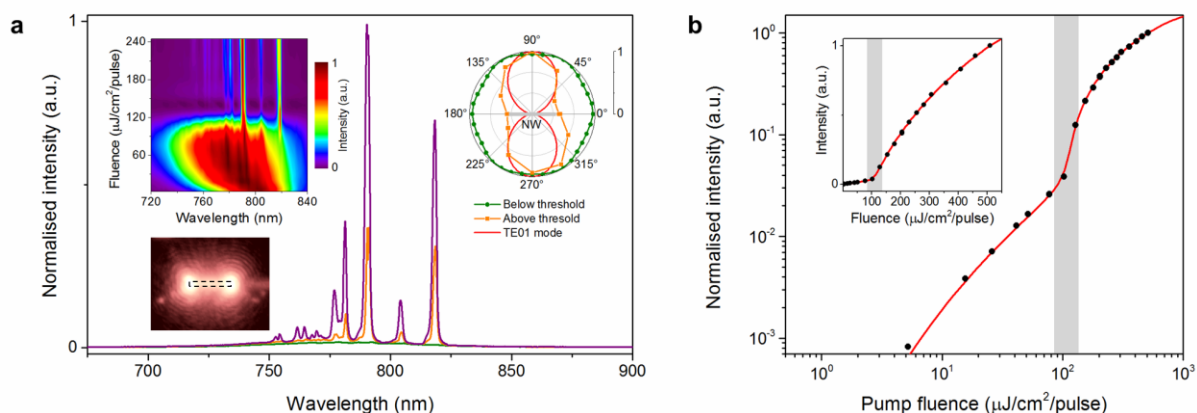 a
Normalised intensity (a.u.)
1
0
700
750
800
850
900
Wavelength (nm)
Fluence (μJ/cm²/pulse)
240
180
120
60
720
760
800
840
Wavelength (nm)
1
0
Intensity (a.u.)
90°
135°
45°
180°
0°
225°
315°
270°
NW
1
0
Below threshold
Above thresold
TE01 mode
b
Normalised intensity (a.u.)
10⁰
10⁻¹
10⁻²
10⁻³
10⁰
10¹
10²
10³
Pump fluence (μJ/cm²/pulse)
Intensity (a.u.)
1
0
0
100
200
300
400
500
Fluence (μJ/cm²/pulse)